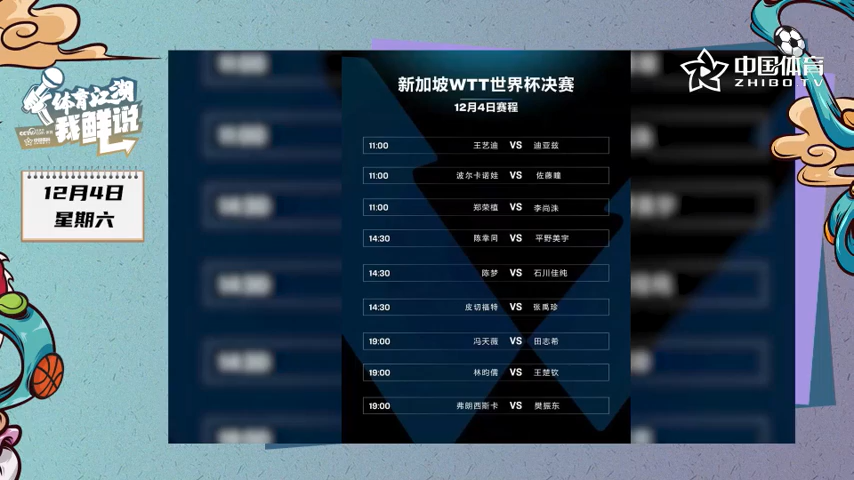 中国体育
ZHIBO.TV
体育江湖
我鲜说
12月4日
星期六
新加坡WTT世界杯决赛
12月4日赛程
11:00 王艺迪 VS 迪亚兹
11:00 波尔卡诺娃 VS 佐藤瞳
11:00 郑荣植 VS 李尚洙
14:30 陈幸同 VS 平野美宇
14:30 陈梦 VS 石川佳纯
14:30 皮切福特 VS 张禹珍
19:00 冯天薇 VS 田志希
19:00 林昀儒 VS 王楚钦
19:00 弗朗西斯卡 VS 樊振东